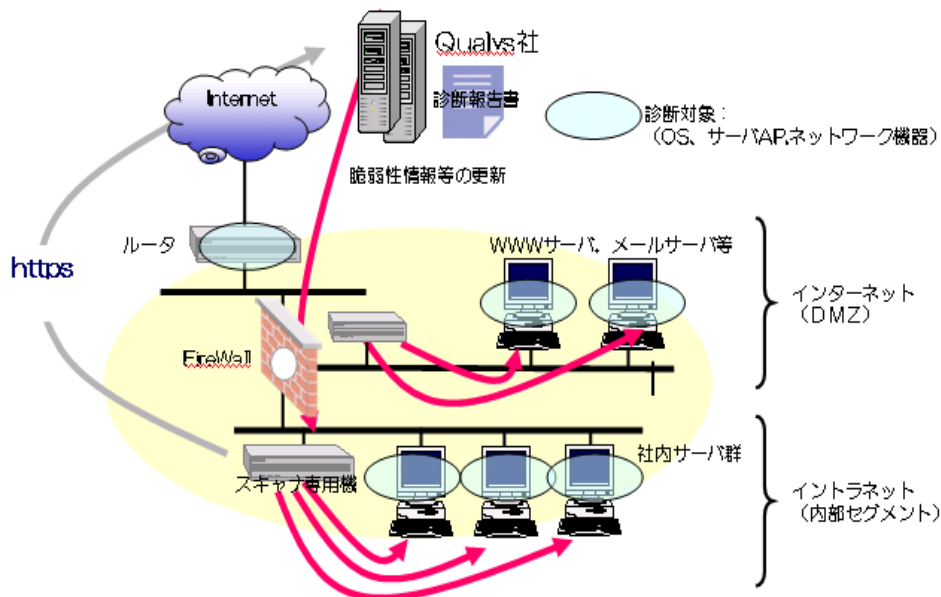 Qualys社
Internet
診断報告書
診断対象：
（OS、サーバAP,ネットワーク機器）
脆弱性情報等の更新
ルータ
WWWサーバ、メールサーバ等
https
インターネット
（DMZ）
FireWall
社内サーバ群
スキャナ専用機
イントラネット
（内部セグメント）